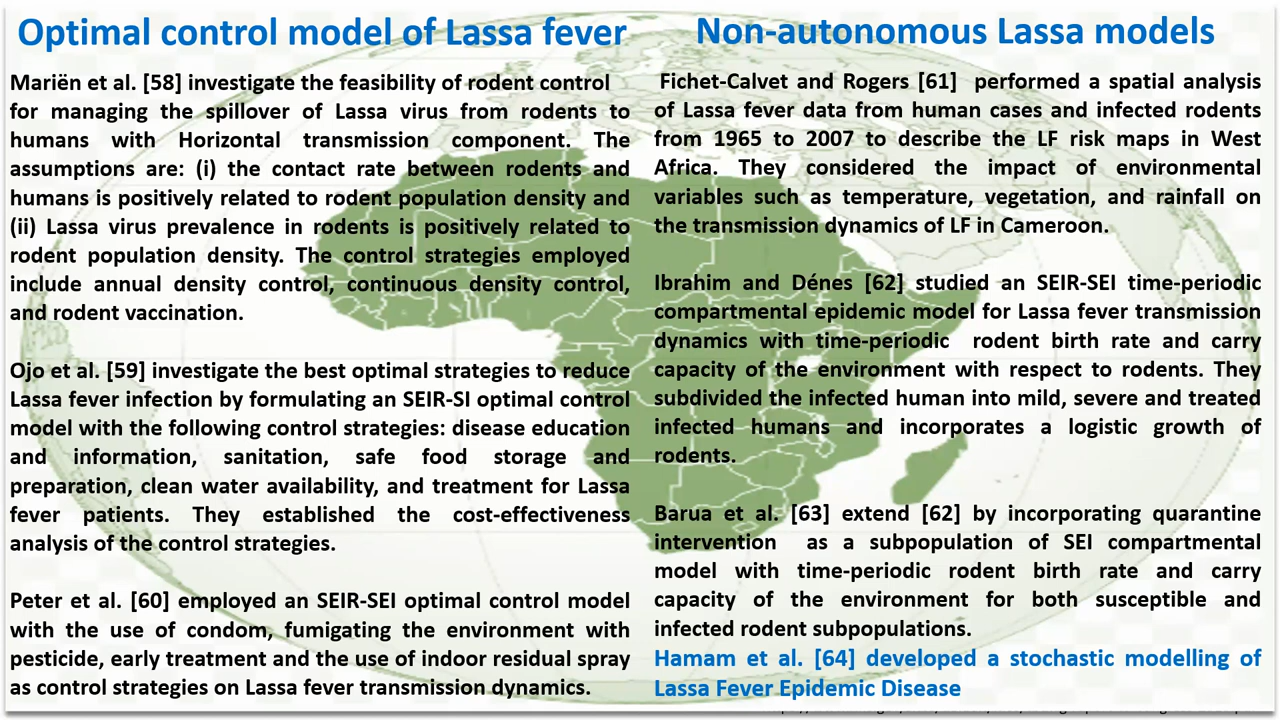 Optimal control model of Lassa fever
Mariën et al. [58] investigate the feasibility of rodent control
for managing the spillover of Lassa virus from rodents to
humans with Horizontal transmission component. The
assumptions are: (i) the contact rate between rodents and
humans is positively related to rodent population density and
(ii) Lassa virus prevalence in rodents is positively related to
rodent population density. The control strategies employed
include annual density control, continuous density control,
and rodent vaccination.
Ojo et al. [59] investigate the best optimal strategies to reduce
Lassa fever infection by formulating an SEIR-SI optimal control
model with the following control strategies: disease education
and information, sanitation, safe food storage and
preparation, clean water availability, and treatment for Lassa
fever patients. They established the cost-effectiveness
analysis of the control strategies.
Peter et al. [60] employed an SEIR-SEI optimal control model
with the use of condom, fumigating the environment with
pesticide, early treatment and the use of indoor residual spray
as control strategies on Lassa fever transmission dynamics.
Non-autonomous Lassa models
Fichet-Calvet and Rogers [61] performed a spatial analysis
of Lassa fever data from human cases and infected rodents
from 1965 to 2007 to describe the LF risk maps in West
Africa. They considered the impact of environmental
variables such as temperature, vegetation, and rainfall on
the transmission dynamics of LF in Cameroon.
Ibrahim and Dénes [62] studied an SEIR-SEI time-periodic
compartmental epidemic model for Lassa fever transmission
dynamics with time-periodic rodent birth rate and carry
capacity of the environment with respect to rodents. They
subdivided the infected human into mild, severe and treated
infected humans and incorporates a logistic growth of
rodents.
Barua et al. [63] extend [62] by incorporating quarantine
intervention as a subpopulation of SEI compartmental
model with time-periodic rodent birth rate and carry
capacity of the environment for both susceptible and
infected rodent subpopulations.
Hamam et al. [64] developed a stochastic modelling of
Lassa Fever Epidemic Disease